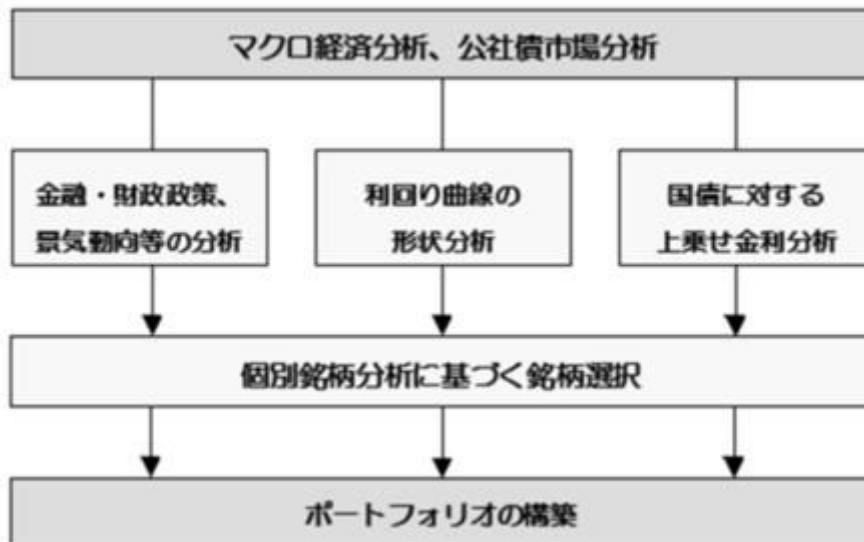 マクロ経済分析、公社債市場分析
金融・財政政策、
景気動向等の分析
利回り曲線の
形状分析
国債に対する
上乗せ金利分析
個別銘柄分析に基づく銘柄選択
ポートフォリオの構築